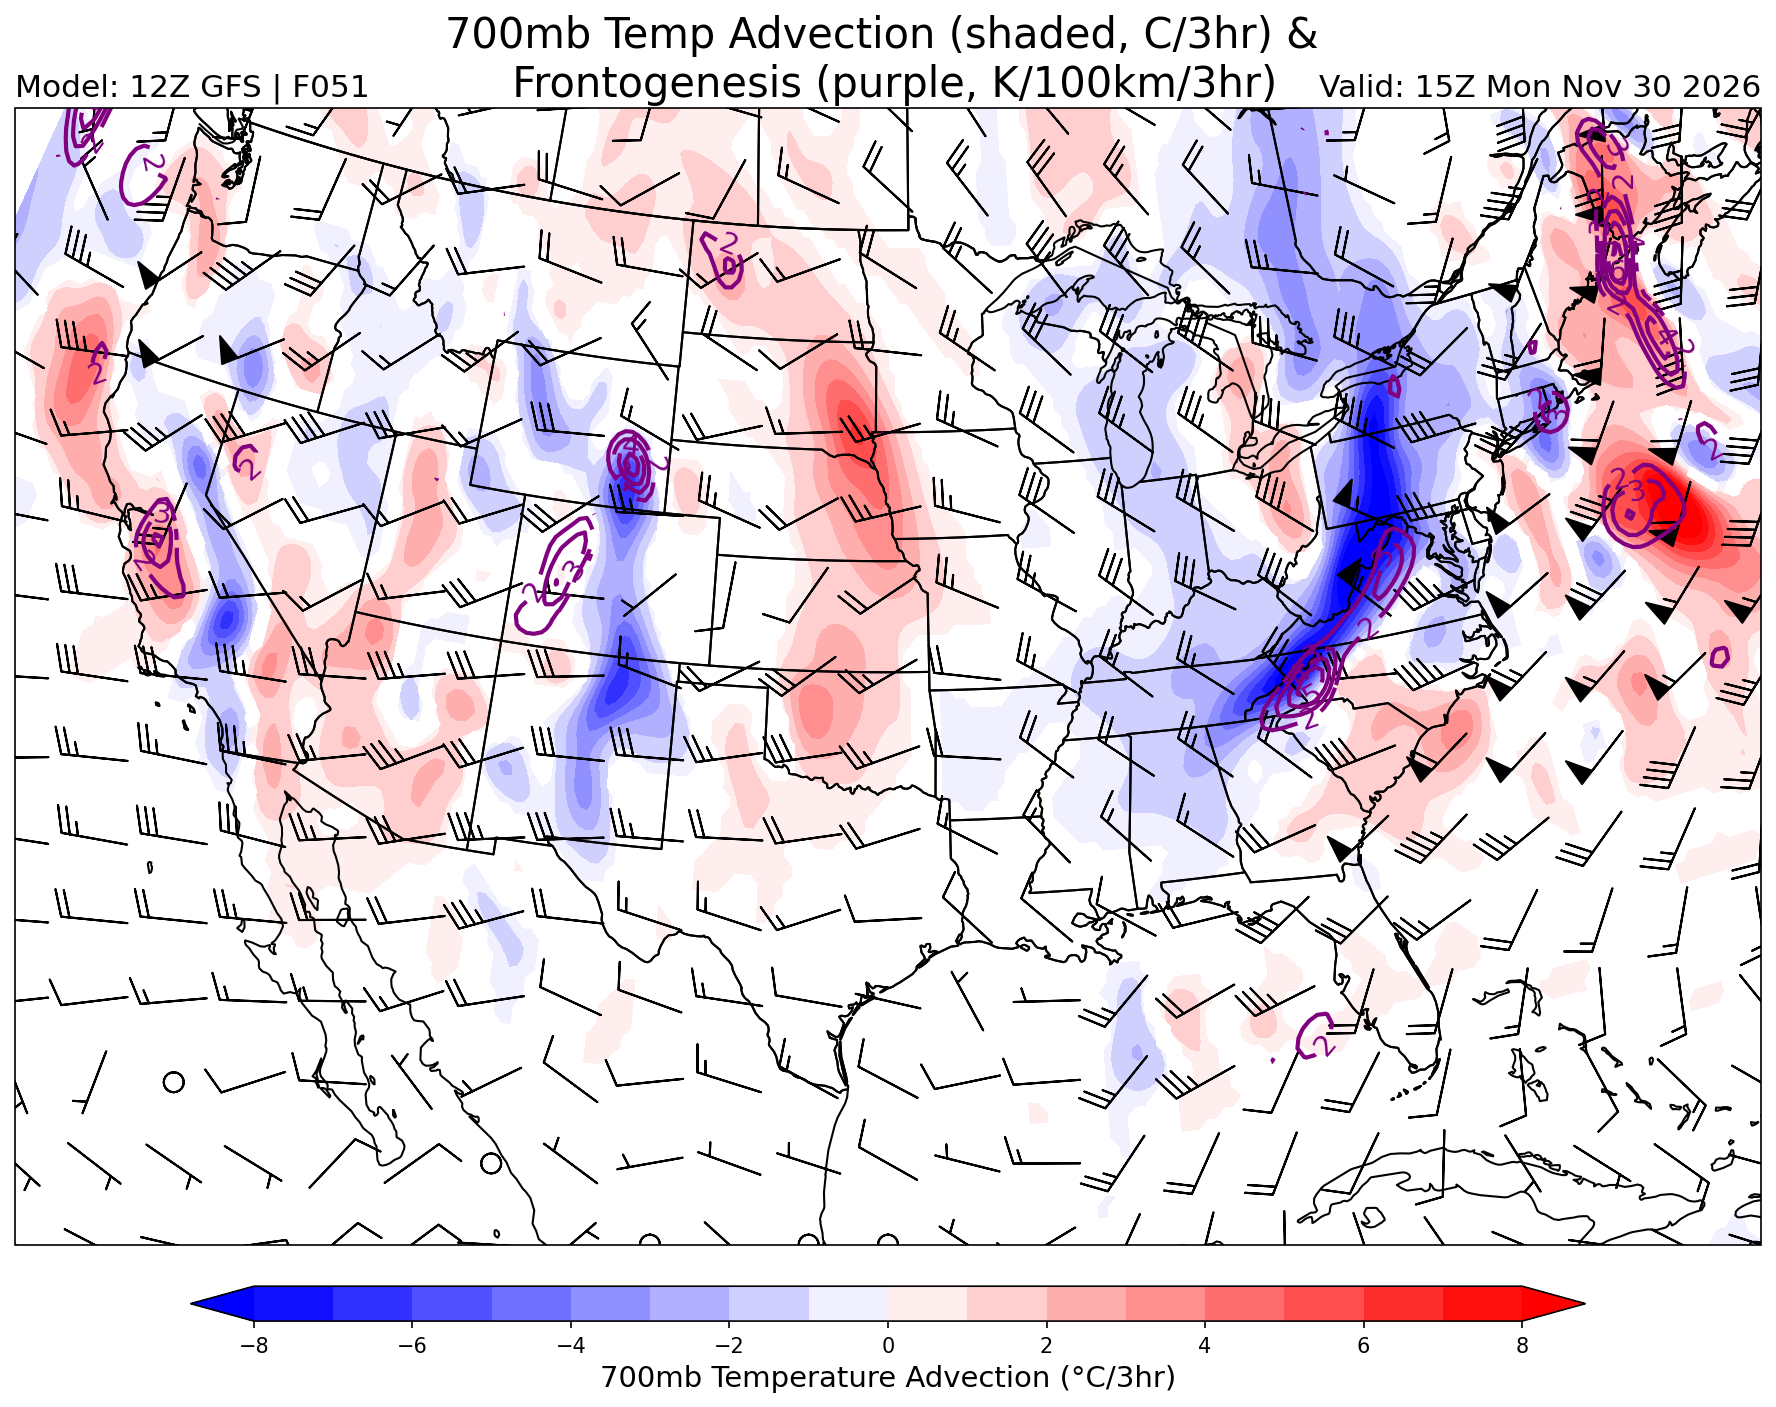 700mb Temp Advection (shaded, C/3hr) &
Frontogenesis (purple, K/100km/3hr)
Model: 12Z GFS | F051
Valid: 15Z Mon Nov 30 2026
−8 −6 −4 −2 0 2 4 6 8
700mb Temperature Advection (°C/3hr)